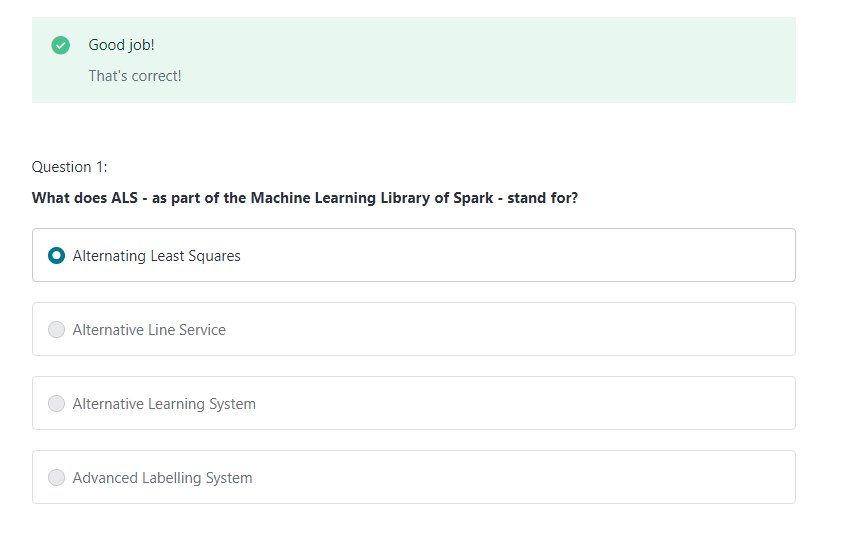 Good job!
That's correct!
Question 1:
What does ALS - as part of the Machine Learning Library of Spark - stand for?
Alternating Least Squares
Alternative Line Service
Alternative Learning System
Advanced Labelling System